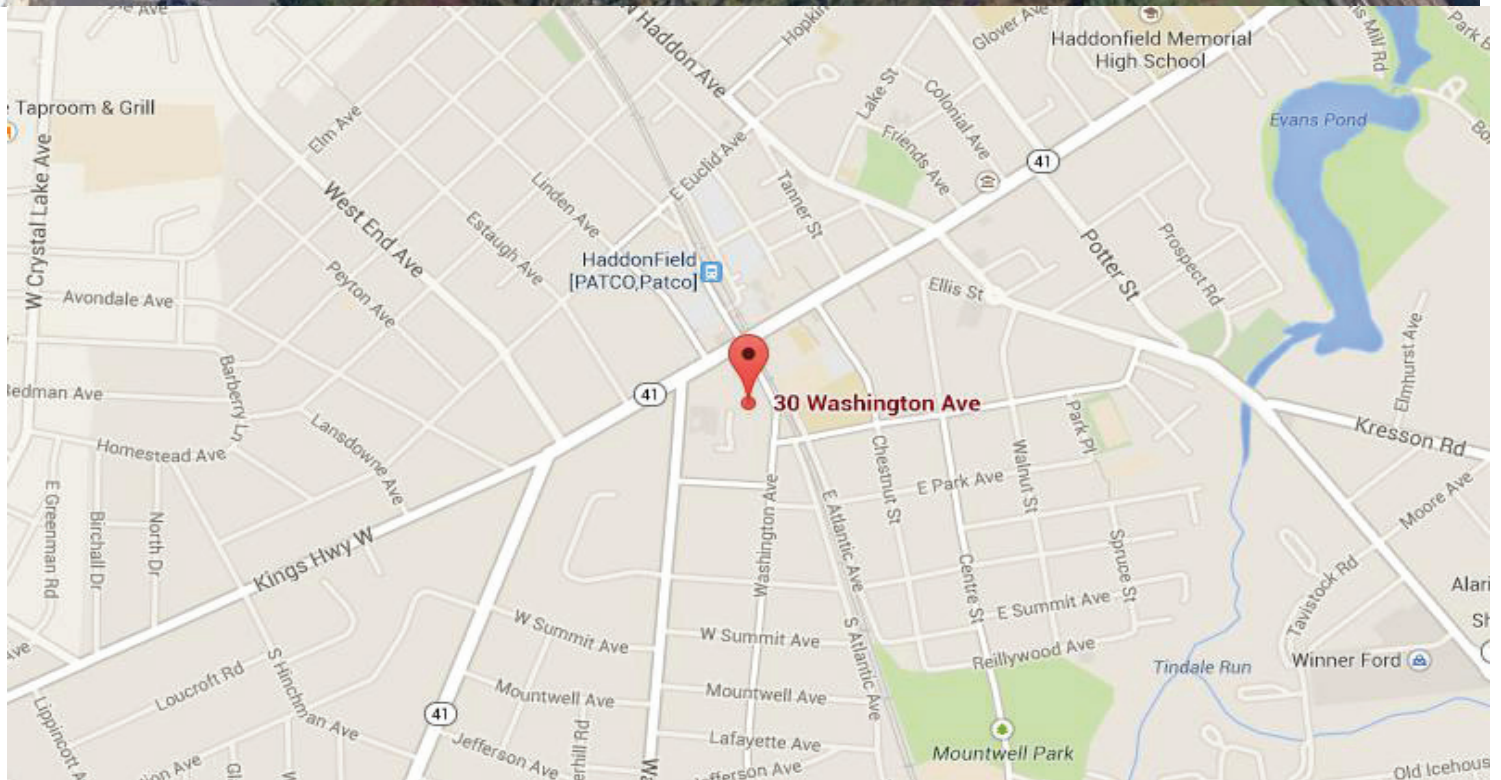 N Haddon Ave
Glover Ave
Haddonfield Memorial
High School
Taproom & Grill
Elm Ave
Lake St
Colonial Ave
Evans Pond
W Crystal Lake Ave
Linden Ave
E Euclid Ave
Friends Ave
41
West End Ave
Estaugh Ave
Tanner St
Potter St
Prospect Rd
HaddonField
[PATCO,Patco]
Peyton Ave
Avondale Ave
Ellis St
Elmhurst Ave
Barberry Ln
41
30 Washington Ave
Park Pl
Kresson Rd
Lansdowne Ave
Homestead Ave
Chestnut St
Walnut St
E Park Ave
Moore Ave
E Greenman Rd
Birchall Dr
North Dr
Kings Hwy W
Washington Ave
E Atlantic Ave
Centre St
Spruce St
Tavistock Rd
E Summit Ave
W Summit Ave
W Summit Ave
S Atlantic Ave
Reillywood Ave
Tindale Run
Winner Ford
Loucroft Rd
S Hinchman Ave
Mountwell Ave
Mountwell Ave
41
Jefferson Ave
Lafayette Ave
Mountwell Park